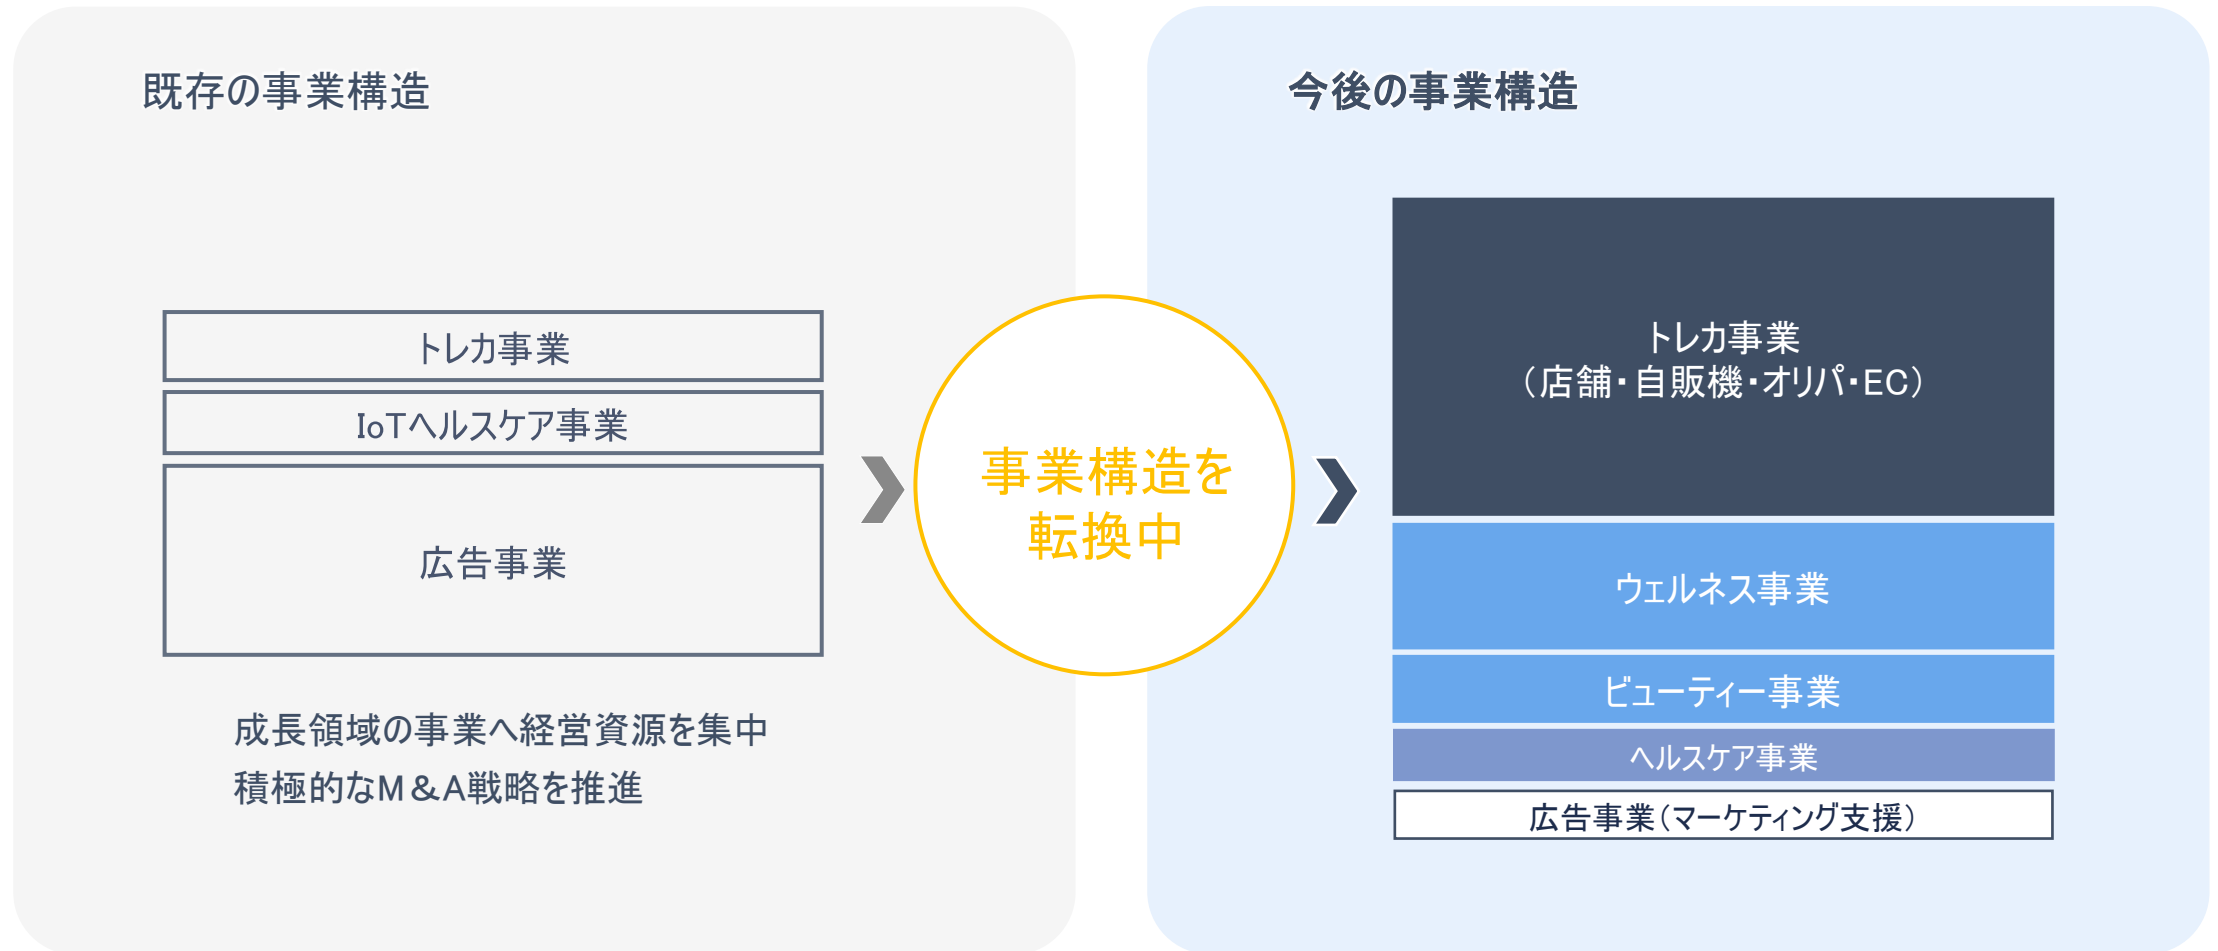 既存の事業構造
トレカ事業
IoTヘルスケア事業
広告事業
成長領域の事業へ経営資源を集中
積極的なM&A戦略を推進
事業構造を
転換中
今後の事業構造
トレカ事業
（店舗・自販機・オリパ・EC）
ウェルネス事業
ビューティー事業
ヘルスケア事業
広告事業（マーケティング支援）